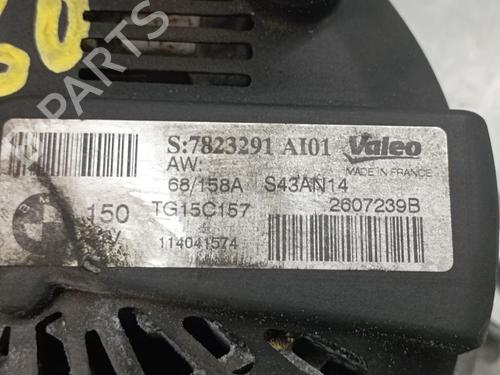 PARTS
S:7823291 AI01 Valeo
AW: MADE IN FRANCE
68/158A S43AN14
150 TG15C157 2607239B
V 114041574